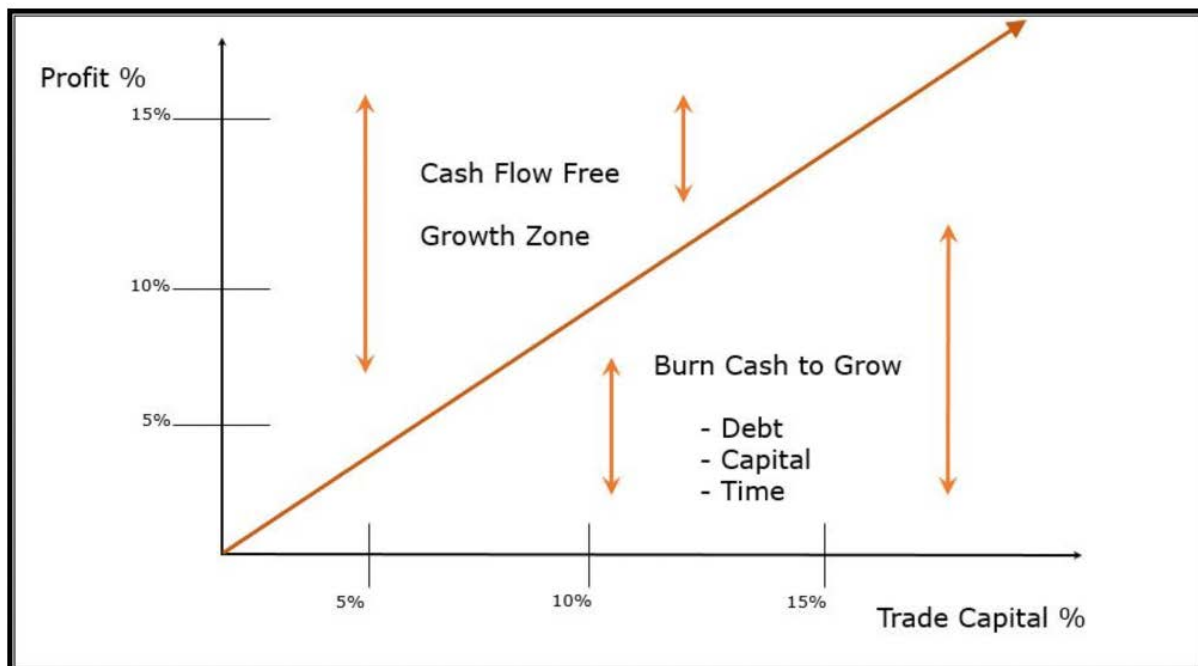 Profit %
15%
Cash Flow Free
Growth Zone
10%
Burn Cash to Grow
5%
- Debt
- Capital
- Time
5%
10%
15%
Trade Capital %